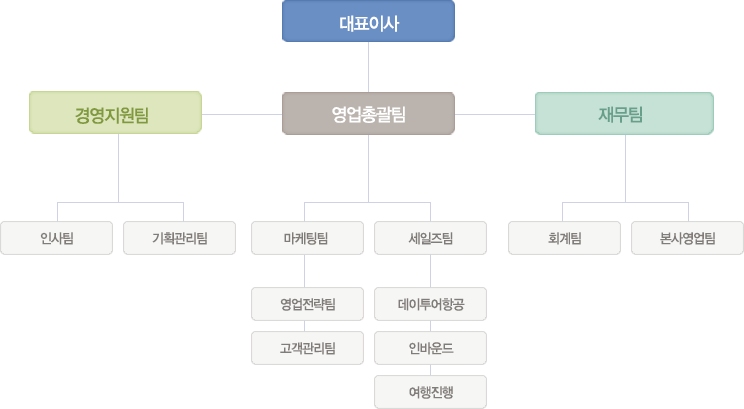 대표이사
경영지원팀
영업총괄팀
재무팀
인사팀
기획관리팀
마케팅팀
세일즈팀
회계팀
본사영업팀
영업전략팀
데이투어항공
고객관리팀
인바운드
여행진행